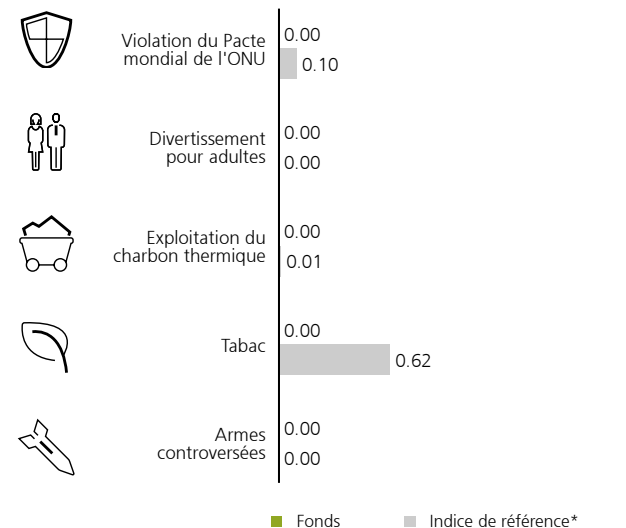 0.00
Violation du Pacte
mondial de l'ONU
0.10
0.00
Divertissement
pour adultes
0.00
0.00
Exploitation du
charbon thermique
0.01
0.00
Tabac
0.62
0.00
Armes
controversées
0.00
Fonds Indice de référence*